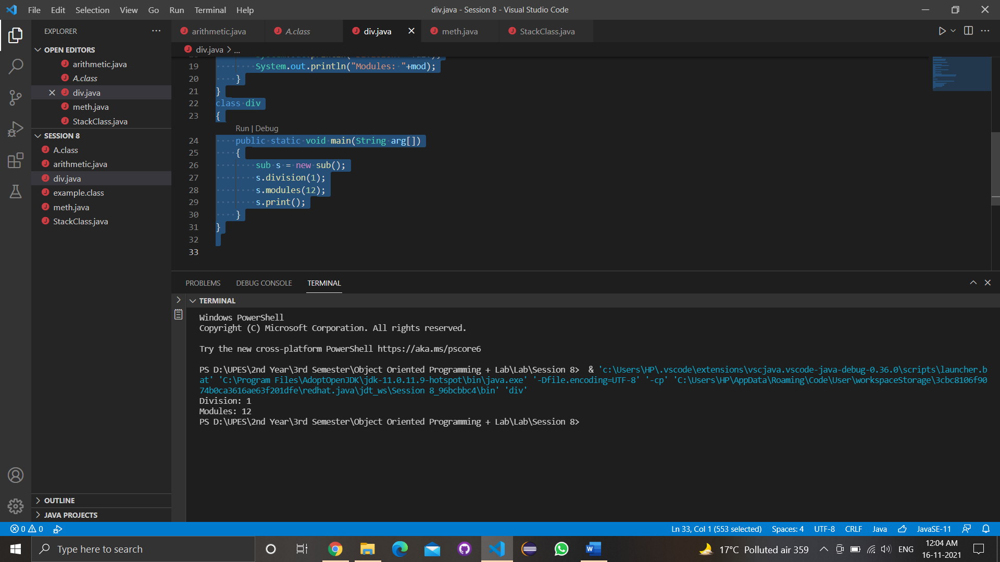 File Edit Selection View Go Run Terminal Help
div.java - Session 8 - Visual Studio Code
EXPLORER
OPEN EDITORS
arithmetic.java
A.class
div.java
meth.java
StackClass.java
SESSION 8
A.class
arithmetic.java
div.java
example.class
meth.java
StackClass.java
OUTLINE
JAVA PROJECTS
arithmetic.java A.class div.java meth.java StackClass.java
div.java > ...
19 System.out.println("Modules: "+mod);
20 }
21 }
22 class div
23 {
Run | Debug
24 public static void main(String arg[])
25 {
26 sub s = new sub();
27 s.division(1);
28 s.modules(12);
29 s.print();
30 }
31 }
32
33
PROBLEMS DEBUG CONSOLE TERMINAL
TERMINAL
Windows PowerShell
Copyright (C) Microsoft Corporation. All rights reserved.
Try the new cross-platform PowerShell https://aka.ms/pscore6
PS D:\UPES\2nd Year\3rd Semester\Object Oriented Programming + Lab\Lab\Session 8> & 'c:\Users\HP\.vscode\extensions\vscjava.vscode-java-debug-0.36.0\scripts\launcher.b
at' 'C:\Program Files\AdoptOpenJDK\jdk-11.0.11.9-hotspot\bin\java.exe' '-Dfile.encoding=UTF-8' '-cp' 'C:\Users\HP\AppData\Roaming\Code\User\workspaceStorage\3cbc8106f90
74b0ca3616ae63f201dfe\redhat.java\jdt_ws\Session 8_96bcbbc4\bin' 'div'
Division: 1
Modules: 12
PS D:\UPES\2nd Year\3rd Semester\Object Oriented Programming + Lab\Lab\Session 8>
0 0
Ln 33, Col 1 (553 selected) Spaces: 4 UTF-8 CRLF Java JavaSE-11
Type here to search
17°C Polluted air 359
ENG
12:04 AM
16-11-2021